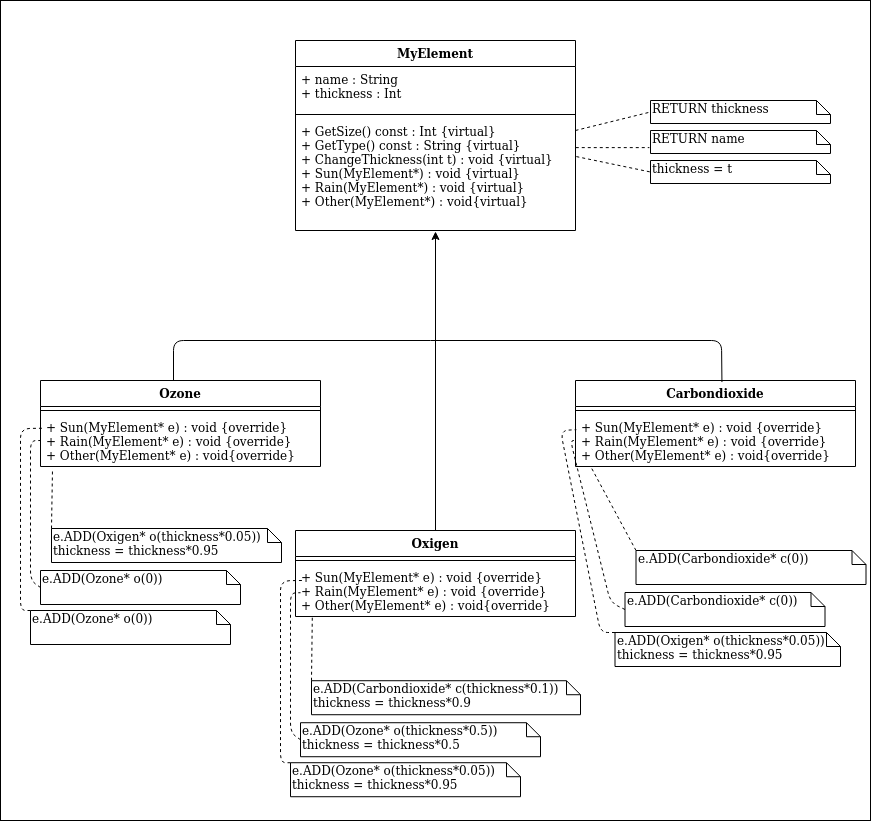 MyElement
+ name : String
+ thickness : Int
+ GetSize() const : Int {virtual}
+ GetType() const : String {virtual}
+ ChangeThickness(int t) : void {virtual}
+ Sun(MyElement*) : void {virtual}
+ Rain(MyElement*) : void {virtual}
+ Other(MyElement*) : void{virtual}
RETURN thickness
RETURN name
thickness = t
Ozone
+ Sun(MyElement* e) : void {override}
+ Rain(MyElement* e) : void {override}
+ Other(MyElement* e) : void{override}
e.ADD(Oxigen* o(thickness*0.05))
thickness = thickness*0.95
e.ADD(Ozone* o(0))
e.ADD(Ozone* o(0))
Oxigen
+ Sun(MyElement* e) : void {override}
+ Rain(MyElement* e) : void {override}
+ Other(MyElement* e) : void{override}
e.ADD(Carbondioxide* c(thickness*0.1))
thickness = thickness*0.9
e.ADD(Ozone* o(thickness*0.5))
thickness = thickness*0.5
e.ADD(Ozone* o(thickness*0.05))
thickness = thickness*0.95
Carbondioxide
+ Sun(MyElement* e) : void {override}
+ Rain(MyElement* e) : void {override}
+ Other(MyElement* e) : void{override}
e.ADD(Carbondioxide* c(0))
e.ADD(Carbondioxide* c(0))
e.ADD(Oxigen* o(thickness*0.05))
thickness = thickness*0.95